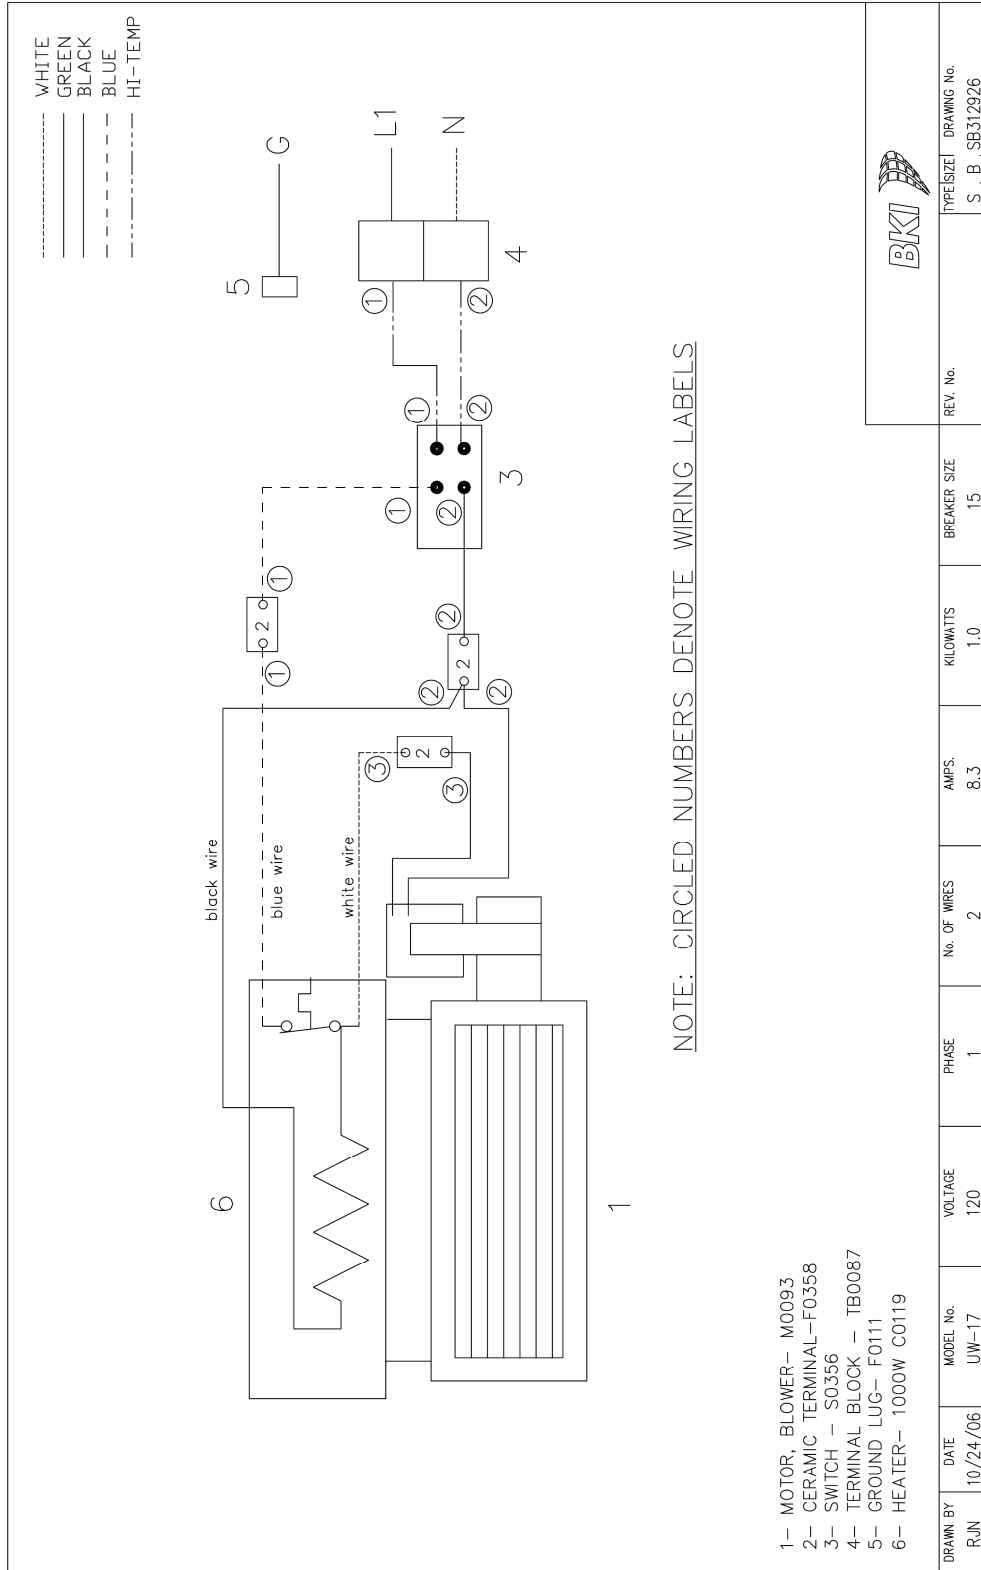 WHITE
GREEN
BLACK
BLUE
HI-TEMP
5
G
L1
N
4
1
2
1
2
3
1
2
1
2
1
2
2
2
2
3
2
3
black wire
blue wire
white wire
6
1
NOTE: CIRCLED NUMBERS DENOTE WIRING LABELS
1- MOTOR, BLOWER- M0093
2- CERAMIC TERMINAL-F0358
3- SWITCH - S0356
4- TERMINAL BLOCK - TB0087
5- GROUND LUG- F0111
6- HEATER- 1000W C0119
BKI
DRAWN BY DATE MODEL No. VOLTAGE PHASE No. OF WIRES AMPS. KILOWATTS BREAKER SIZE REV. No. TYPE SIZE DRAWING No.
RJN 10/24/06 UW-17 120 1 2 8.3 1.0 15 S . B . SB312926